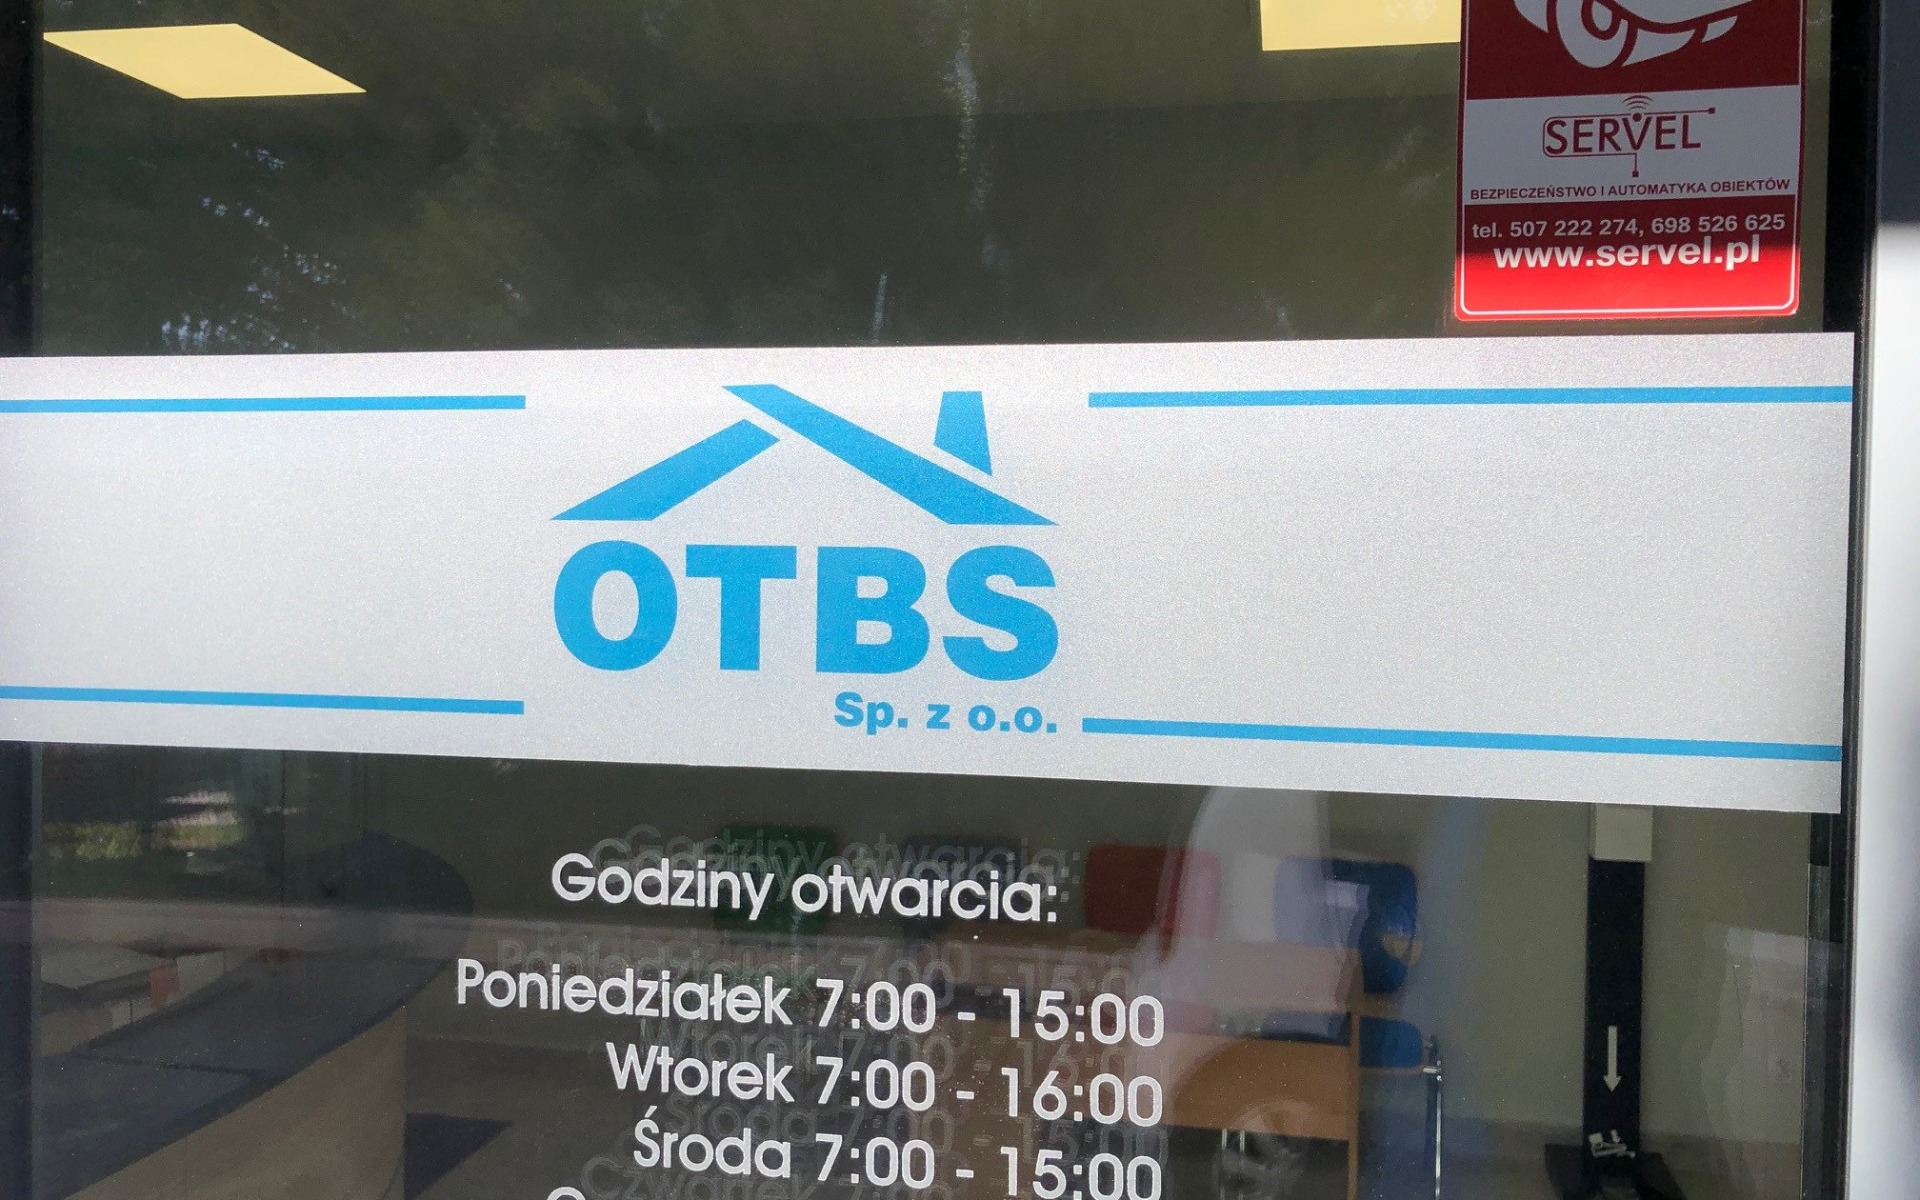 SERVEL
BEZPIECZEŃSTWO I AUTOMATYKA OBIEKTÓW
tel. 507 222 274, 698 526 625
www.servel.pl
OTBS
Sp. z o.o.
Godziny otwarcia:
Poniedziałek 7:00 - 15:00
Wtorek 7:00 - 16:00
Środa 7:00 - 15:00